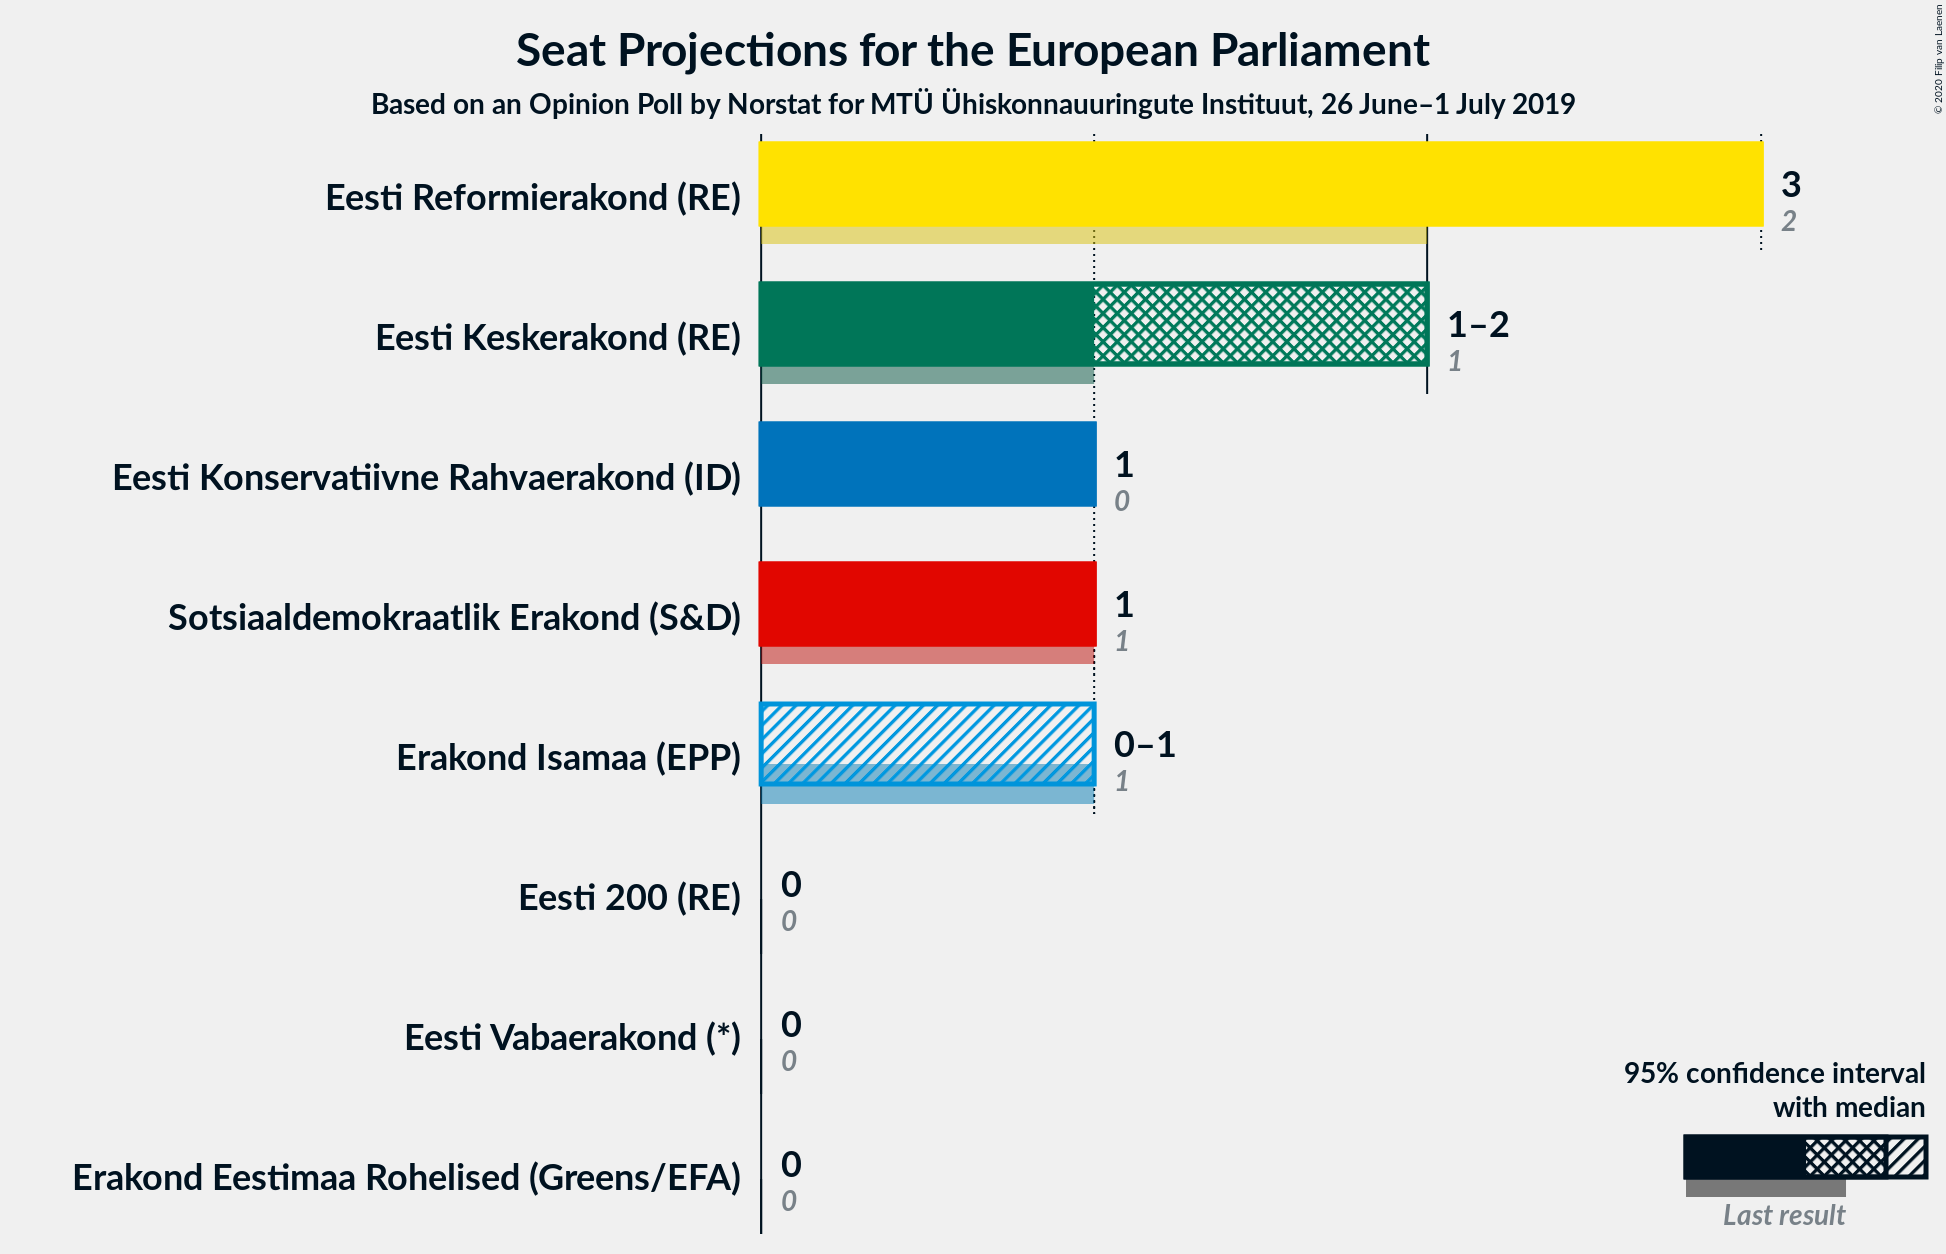 Seat Projections for the European Parliament
Based on an Opinion Poll by Norstat for MTÜ Ühiskonnauuringute Instituut, 26 June–1 July 2019
© 2020 Filip van Laenen
Eesti Reformierakond (RE)
3
2
Eesti Keskerakond (RE)
1–2
1
Eesti Konservatiivne Rahvaerakond (ID)
1
0
Sotsiaaldemokraatlik Erakond (S&D)
1
1
Erakond Isamaa (EPP)
0–1
1
Eesti 200 (RE)
0
0
Eesti Vabaerakond (*)
0
0
Erakond Eestimaa Rohelised (Greens/EFA)
0
0
95% confidence interval
with median
Last result